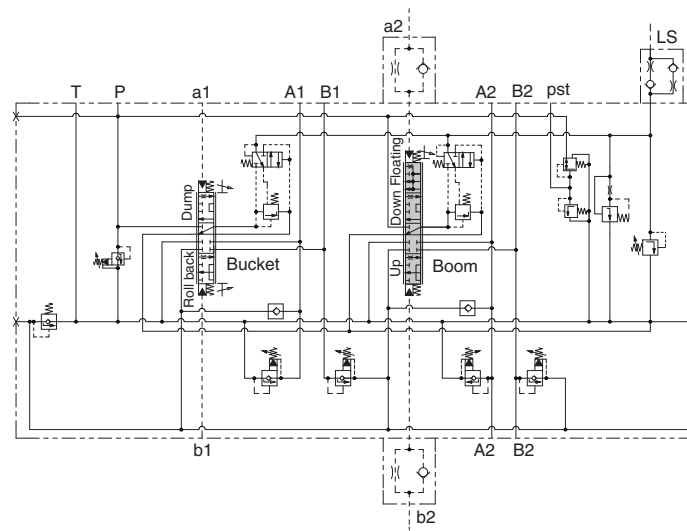 a2
LS
T P a1 A1 B1 A2 B2 pst
Dump
Down Floating
Bucket
Boom
Roll back
Up
b1 A2 B2
b2